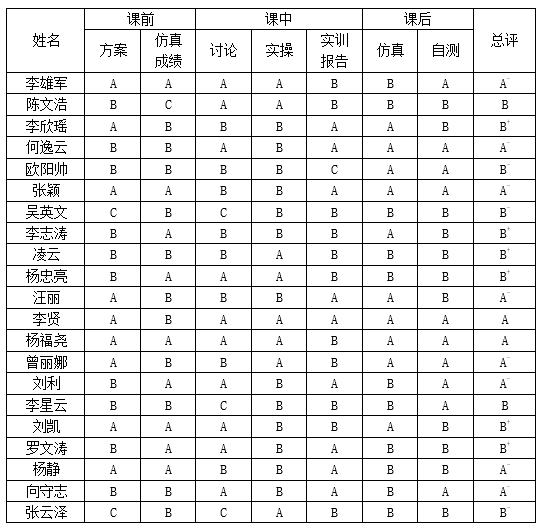 姓名 课前 课中 课后 总评
方案 仿真成绩 讨论 实操 实训报告 仿真 自测
李雄军 A A A A B B A A⁻
陈文浩 B C A A B B B B
李欣瑶 A B B B A A B B⁺
何逸云 B B A B A A A A⁻
欧阳帅 B B B B C A A B⁻
张颖 A A B B A A A A⁻
吴英文 C B C B B B B B⁻
李志涛 B A B B B A B B⁺
凌云 B B B A B B B B⁺
杨忠亮 B A A A B B B B⁺
汪丽 A B B B A A B A⁻
李贤 A B A A A A A A
杨福尧 A A A A B A A A
曾丽娜 A B B A B A A A⁻
刘利 B A A B A B A A⁻
李星云 B B C B B B A B
刘凯 A A A B B A B B⁺
罗文涛 B A A B A B B B⁺
杨静 A A B B A B B A⁻
向守志 B B A B A B A A⁻
张云泽 C B C A B B B B⁻